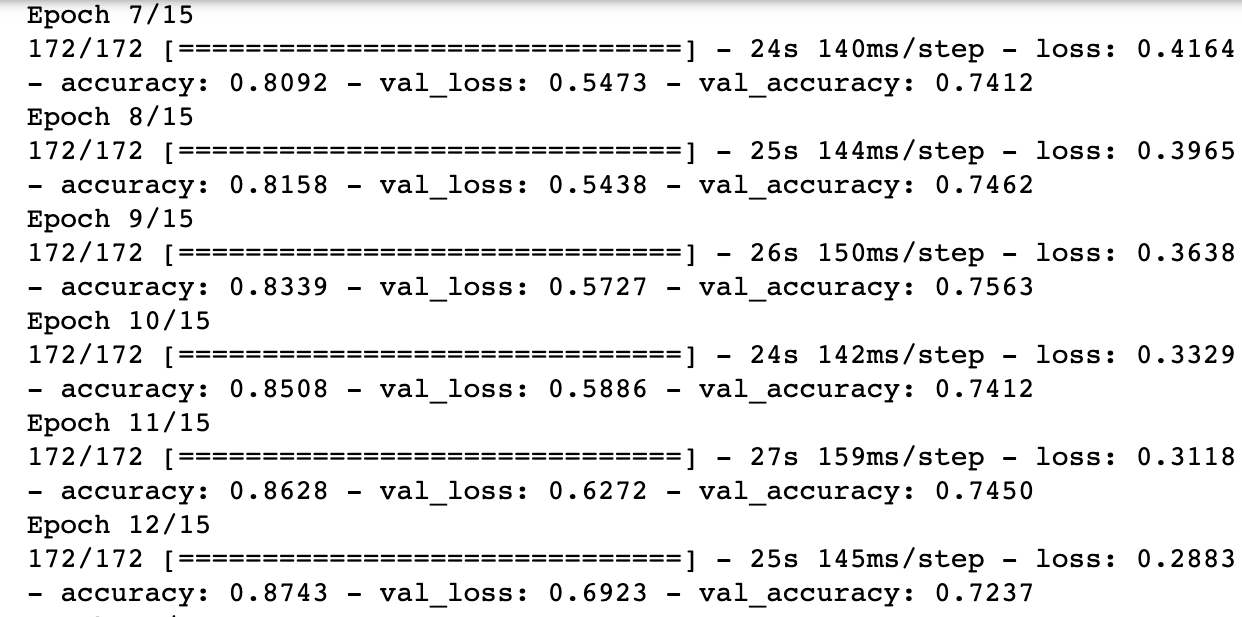 Epoch 7/15
172/172 [==============================] - 24s 140ms/step - loss: 0.4164
- accuracy: 0.8092 - val_loss: 0.5473 - val_accuracy: 0.7412
Epoch 8/15
172/172 [==============================] - 25s 144ms/step - loss: 0.3965
- accuracy: 0.8158 - val_loss: 0.5438 - val_accuracy: 0.7462
Epoch 9/15
172/172 [==============================] - 26s 150ms/step - loss: 0.3638
- accuracy: 0.8339 - val_loss: 0.5727 - val_accuracy: 0.7563
Epoch 10/15
172/172 [==============================] - 24s 142ms/step - loss: 0.3329
- accuracy: 0.8508 - val_loss: 0.5886 - val_accuracy: 0.7412
Epoch 11/15
172/172 [==============================] - 27s 159ms/step - loss: 0.3118
- accuracy: 0.8628 - val_loss: 0.6272 - val_accuracy: 0.7450
Epoch 12/15
172/172 [==============================] - 25s 145ms/step - loss: 0.2883
- accuracy: 0.8743 - val_loss: 0.6923 - val_accuracy: 0.7237